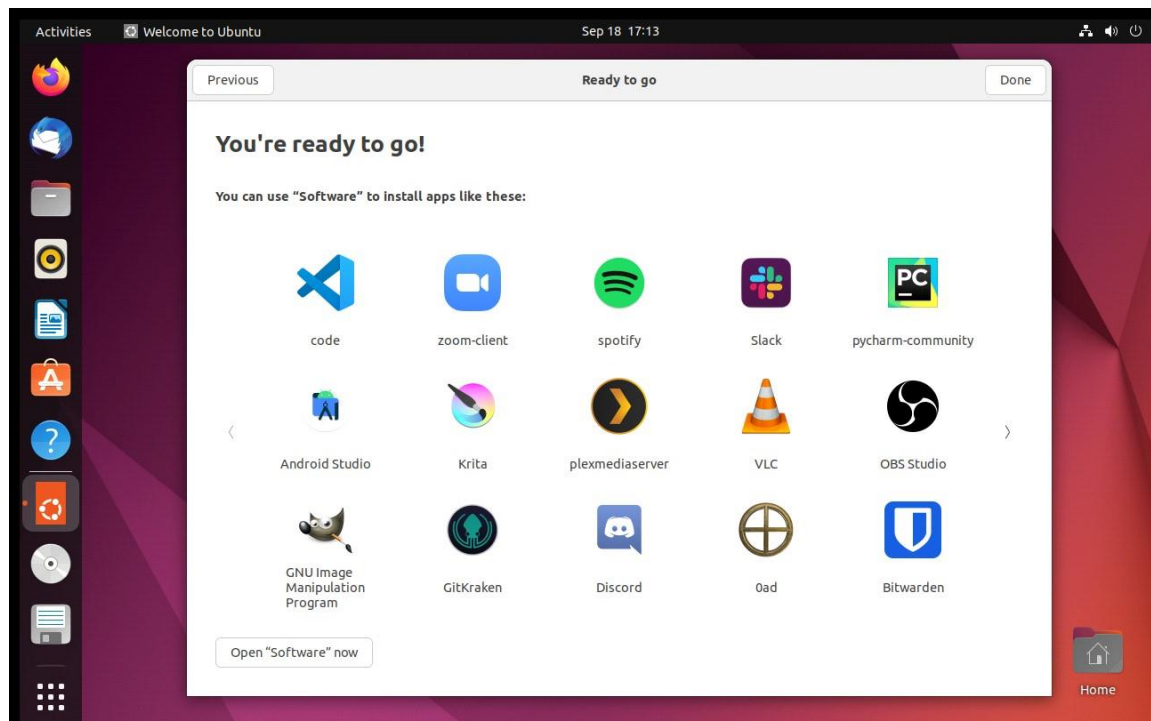 Activities
Welcome to Ubuntu
Sep 18 17:13
Previous
Ready to go
Done
You're ready to go!
You can use “Software” to install apps like these:
code
zoom-client
spotify
Slack
PC
pycharm-community
Android Studio
Krita
plexmediaserver
VLC
OBS Studio
GNU Image
Manipulation
Program
GitKraken
Discord
0ad
Bitwarden
Open “Software” now
Home